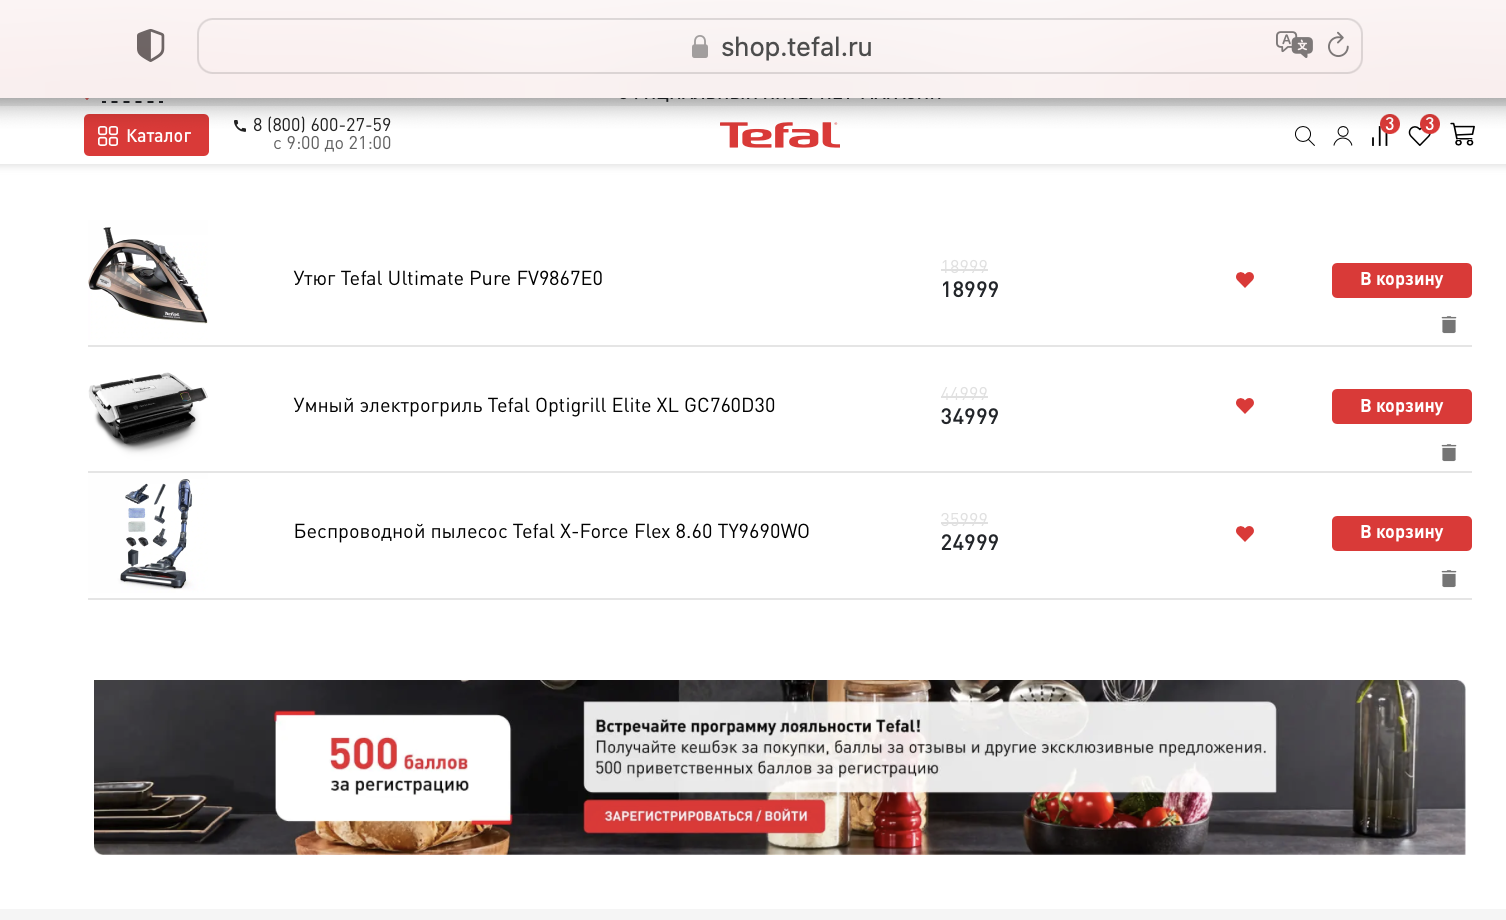 shop.tefal.ru
Каталог
8 (800) 600-27-59
с 9:00 до 21:00
Tefal
3
3
Утюг Tefal Ultimate Pure FV9867E0
18999
18999
В корзину
Умный электрогриль Tefal Optigrill Elite XL GC760D30
44999
34999
В корзину
Беспроводной пылесос Tefal X-Force Flex 8.60 TY9690WO
35999
24999
В корзину
500 баллов
за регистрацию
Встречайте программу лояльности Tefal!
Получайте кешбэк за покупки, баллы за отзывы и другие эксклюзивные предложения.
500 приветственных баллов за регистрацию
ЗАРЕГИСТРИРОВАТЬСЯ / ВОЙТИ